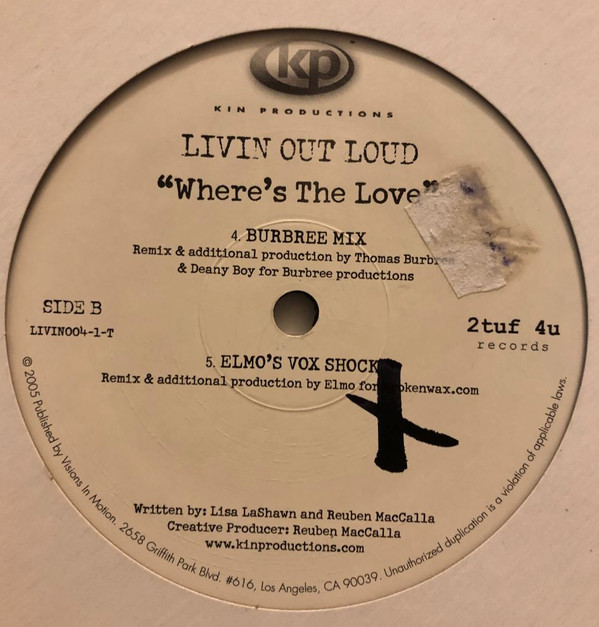 kp
KIN PRODUCTIONS
LIVIN OUT LOUD
“Where's The Love”
4. BURBREE MIX
Remix & additional production by Thomas
& Deany Boy for Burbree productions
SIDE B
LIVIN004-1-T
2tuf 4u
records
5. ELMO'S VOX SHOCK
Remix & additional production by Elmo for
Written by: Lisa LaShawn and Reuben MacCalla
Creative Producer: Reuben MacCalla
www.kinproductions.com
© 2005 Published by Visions In Motion. 2658 Griffith Park Blvd. #616, Los Angeles, CA 90039. Unauthorized duplication is a violation of applicable laws.